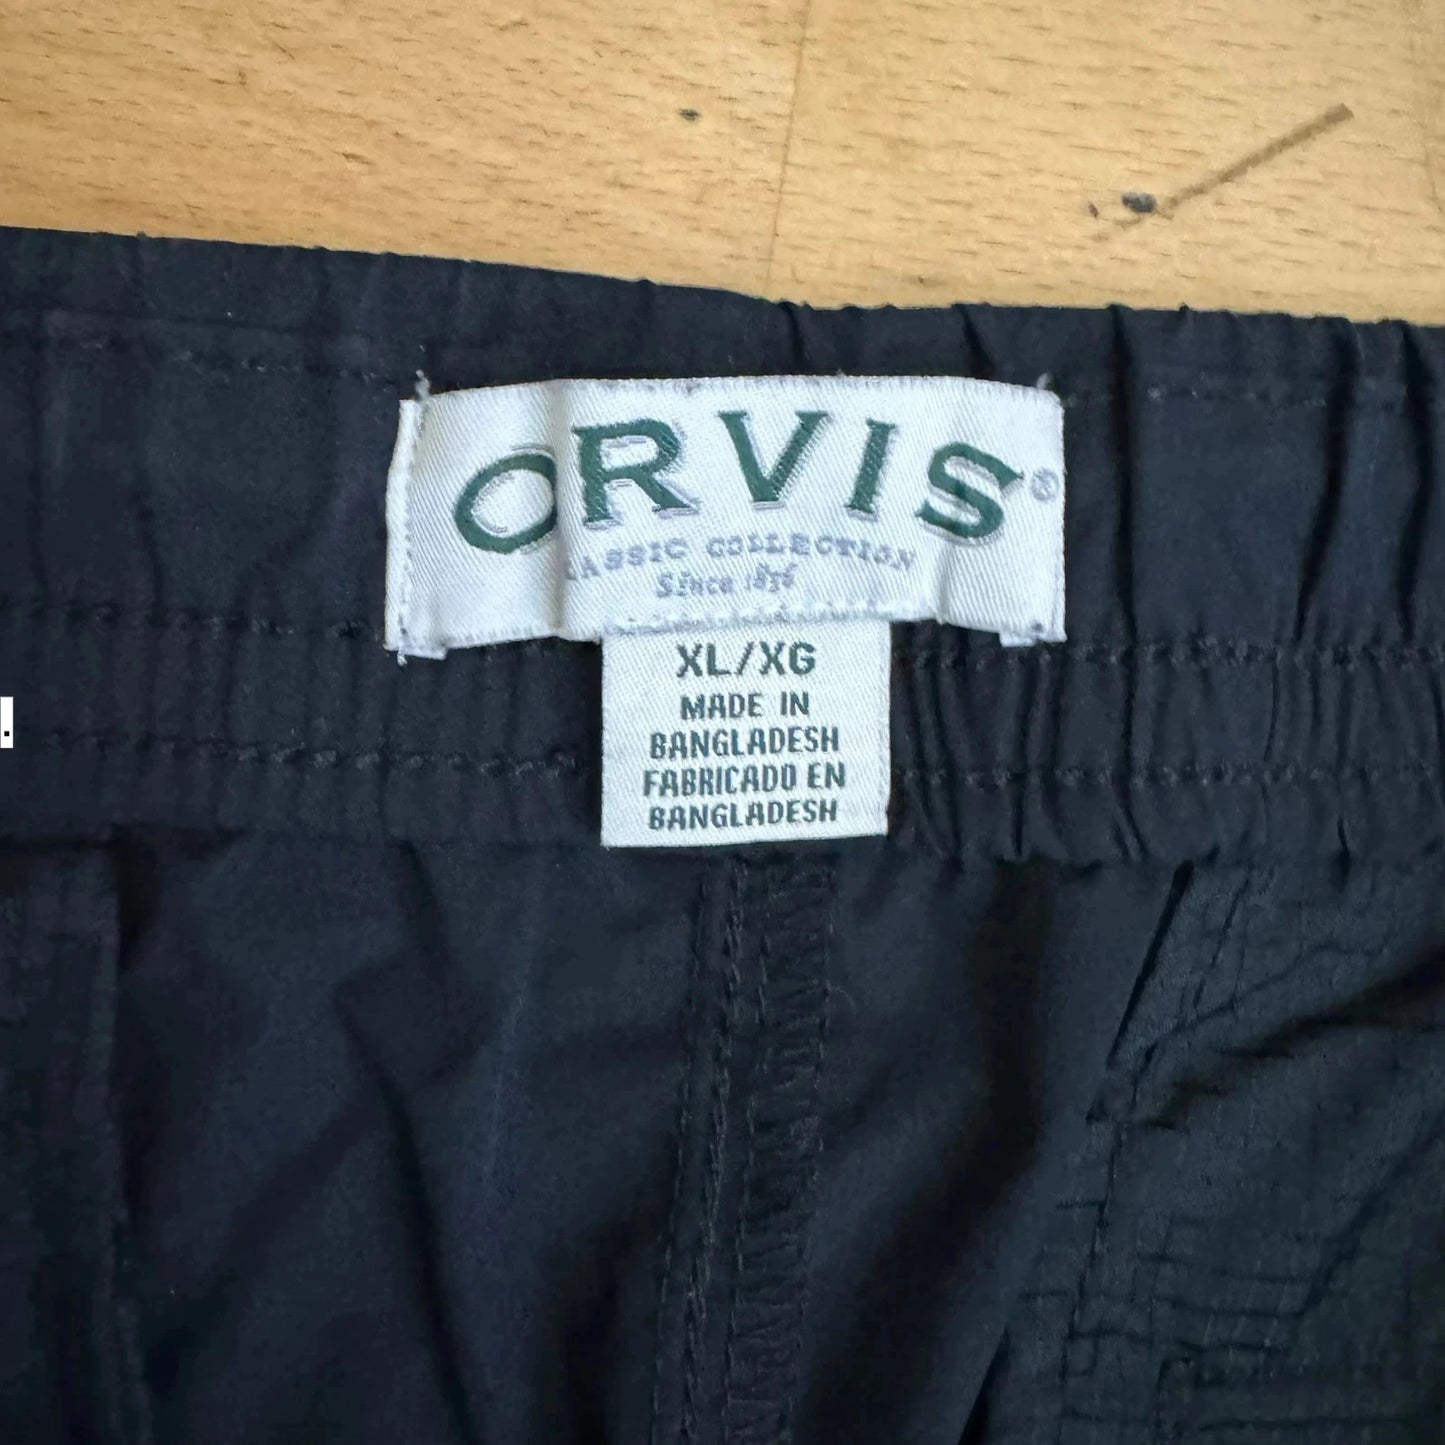 ORVIS®
CLASSIC COLLECTION
Since 1856
XL/XG
MADE IN
BANGLADESH
FABRICADO EN
BANGLADESH
.